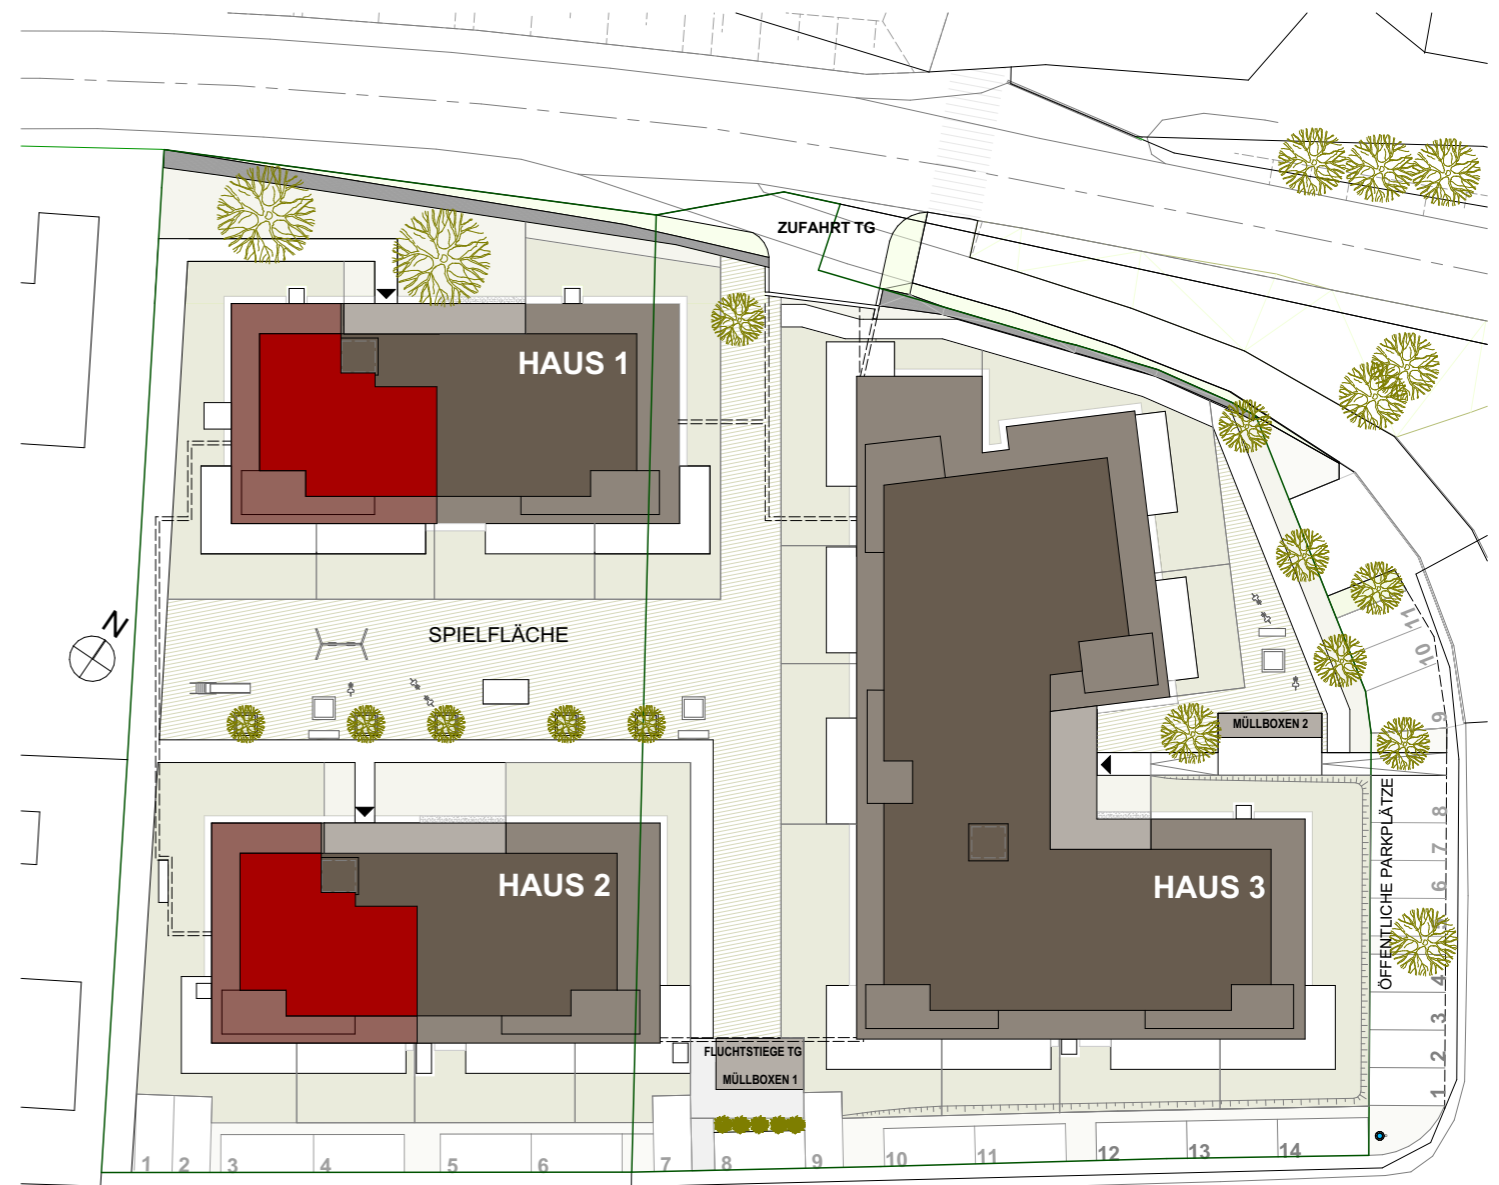 ZUFAHRT TG
HAUS 1
N
SPIELFLÄCHE
11
10
9
MÜLLBOXEN 2
HAUS 2
HAUS 3
ÖFFENTLICHE PARKPLÄTZE
8
7
6
5
4
3
2
1
FLUCHTSTIEGE TG
MÜLLBOXEN 1
1 2 3 4 5 6 7 8 9 10 11 12 13 14